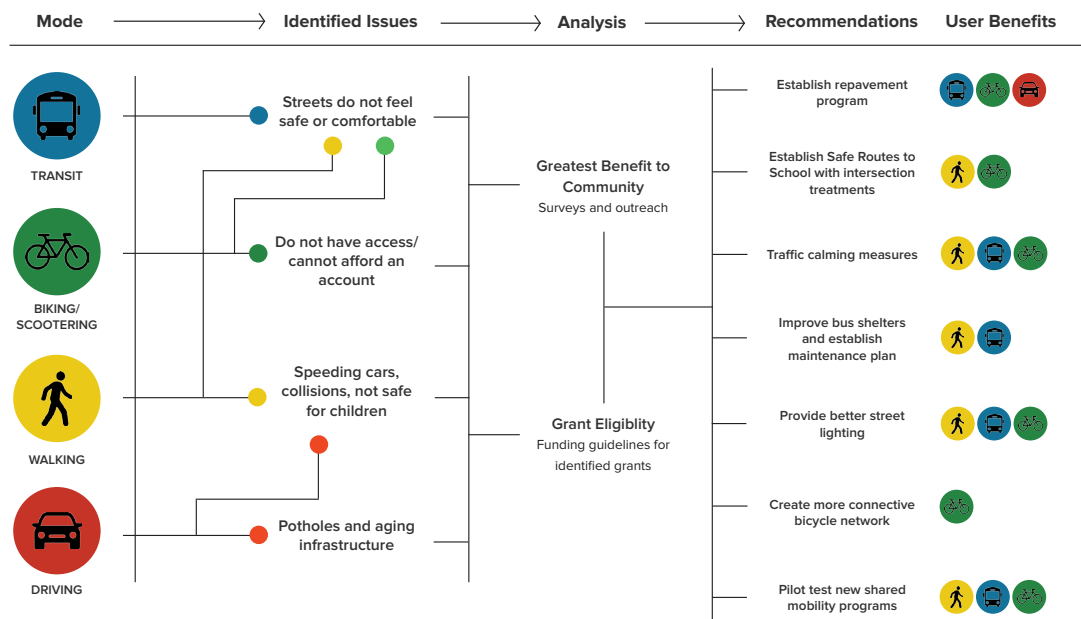 Mode
Identified Issues
Analysis
Recommendations
User Benefits
TRANSIT
BIKING/
SCOOTERING
WALKING
DRIVING
Streets do not feel
safe or comfortable
Do not have access/
cannot afford an
account
Speeding cars,
collisions, not safe
for children
Potholes and aging
infrastructure
Greatest Benefit to
Community
Surveys and outreach
Grant Eligiblity
Funding guidelines for
identified grants
Establish repavement
program
Establish Safe Routes to
School with intersection
treatments
Traffic calming measures
Improve bus shelters
and establish
maintenance plan
Provide better street
lighting
Create more connective
bicycle network
Pilot test new shared
mobility programs